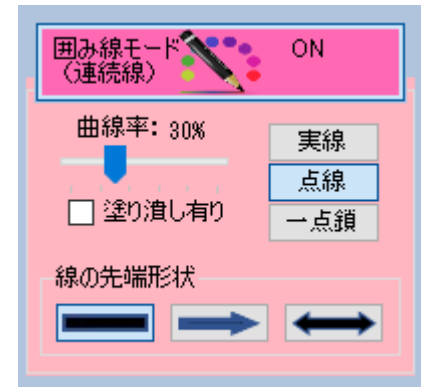 囲み線モード
(連続線)
ON
曲線率: 30%
実線
点線
一点鎖
塗り潰し有り
線の先端形状